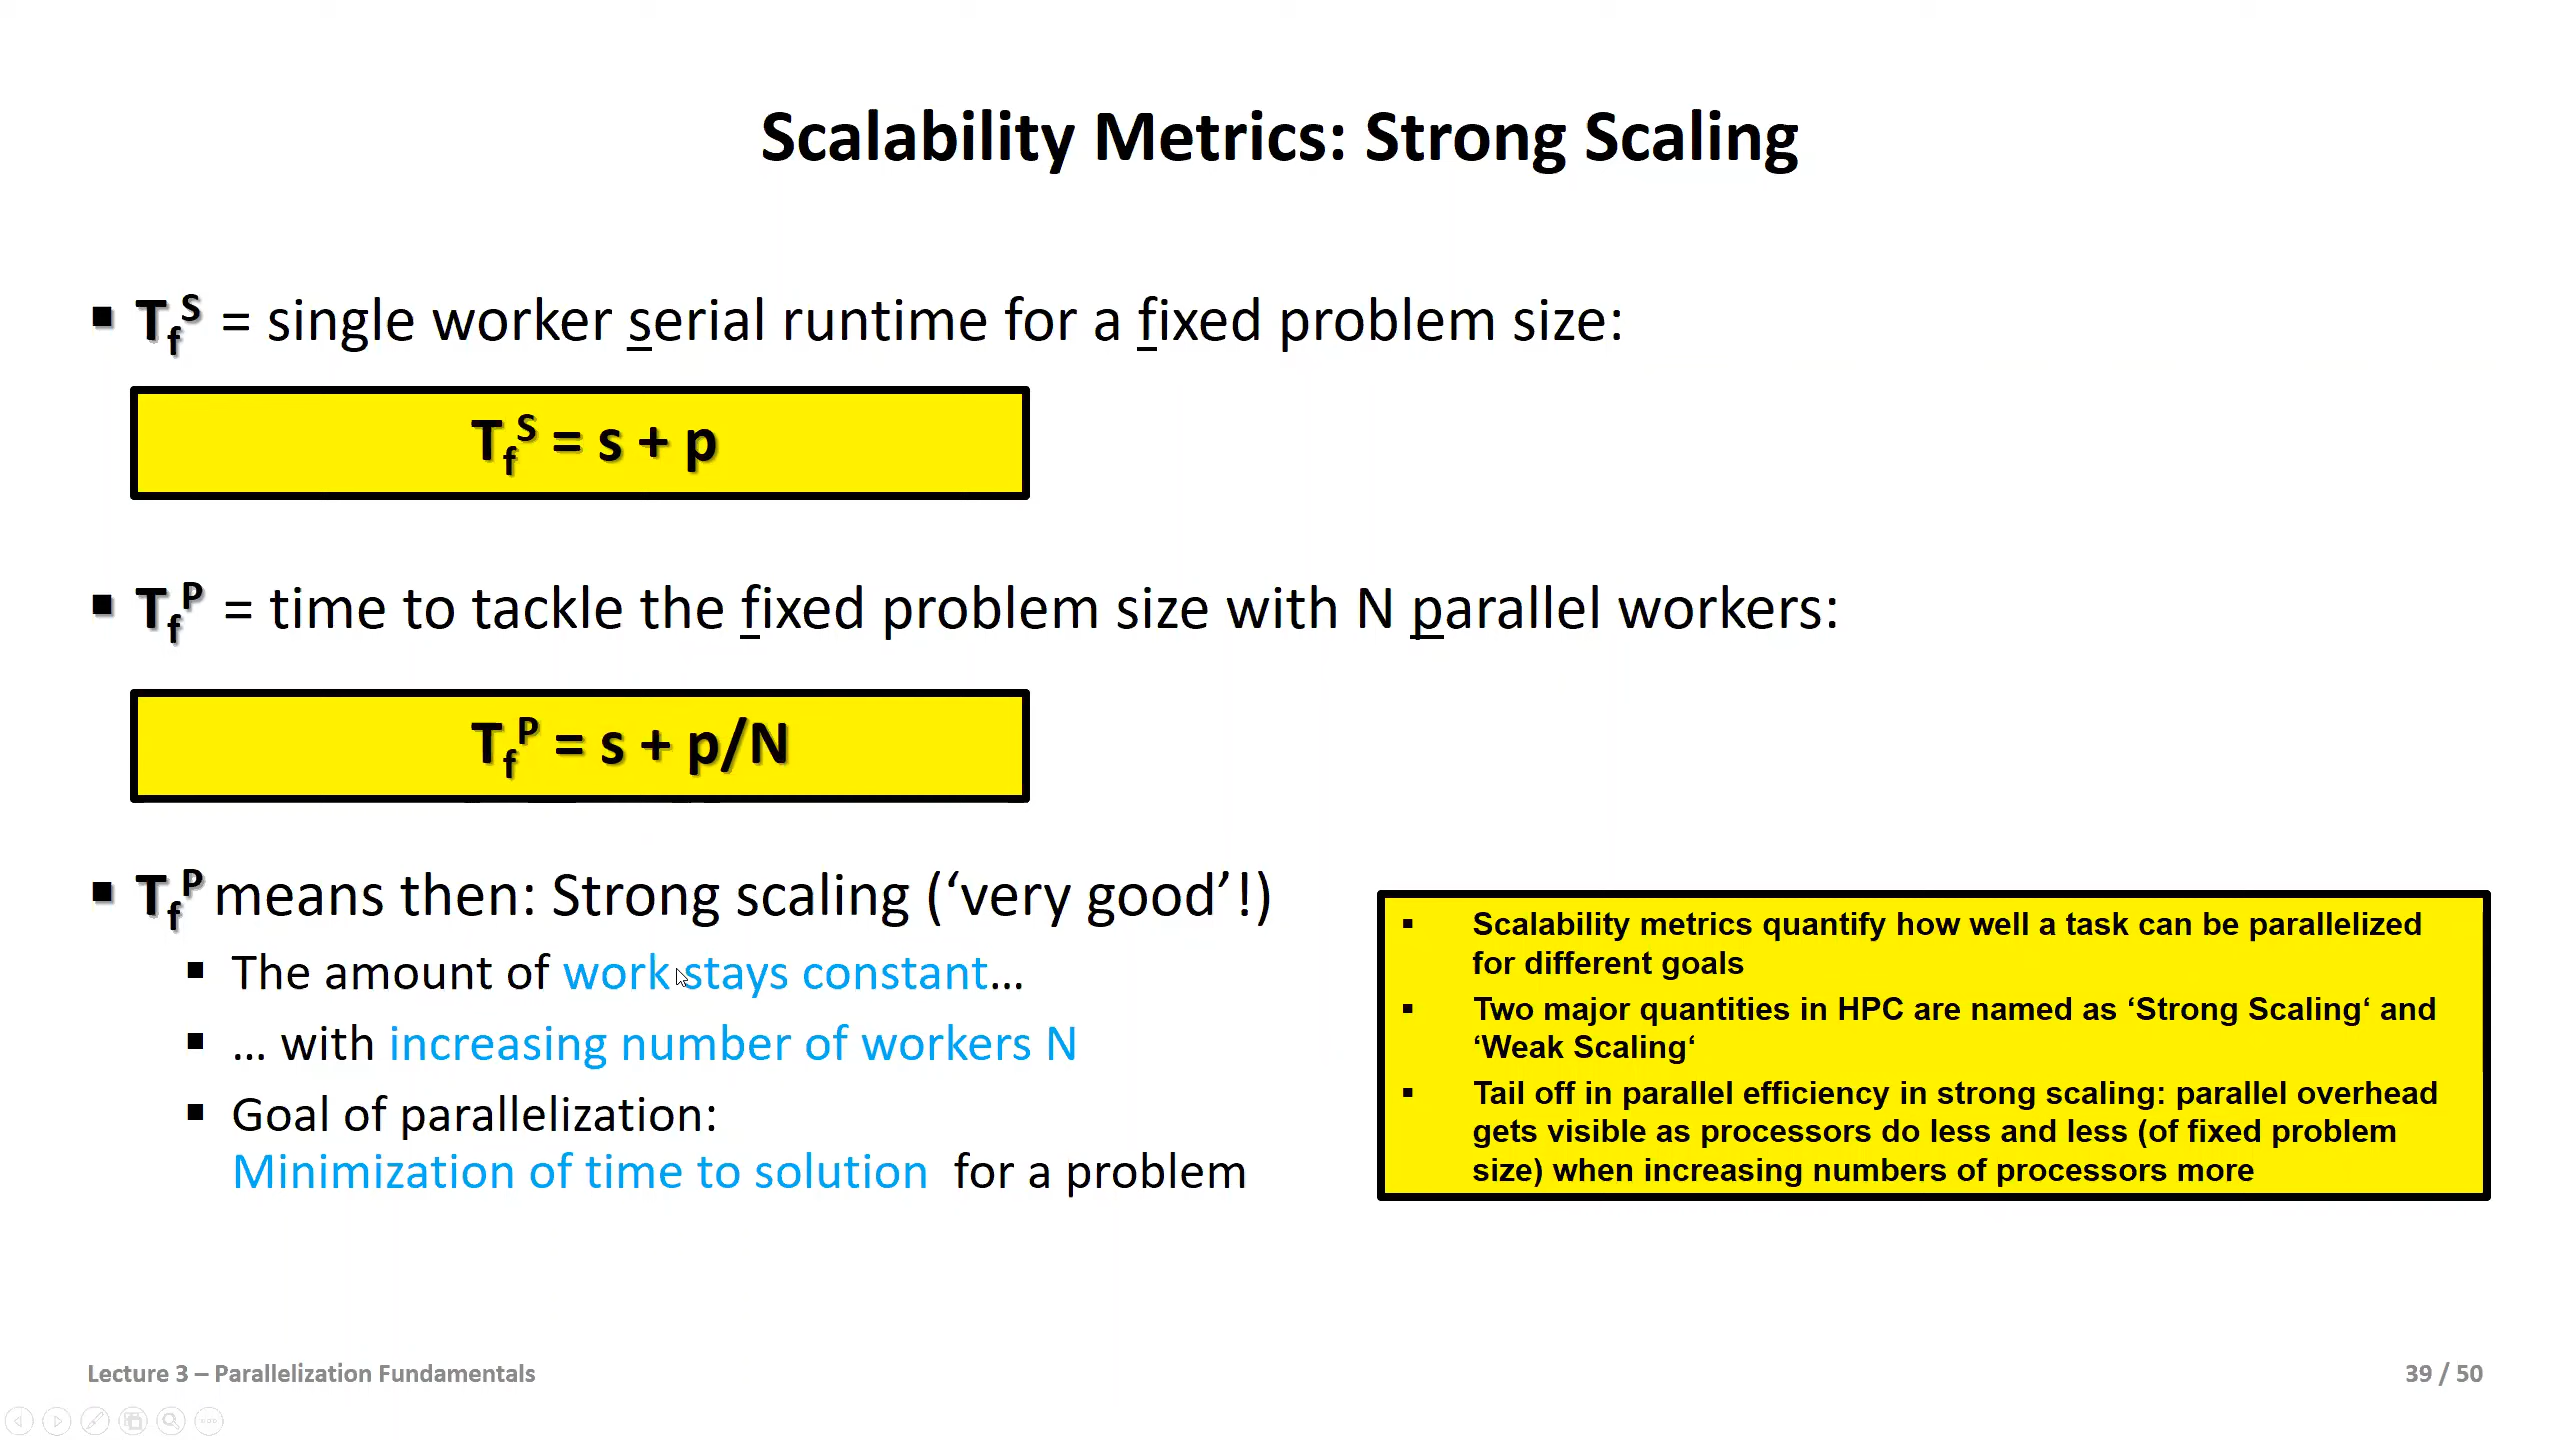 Scalability Metrics: Strong Scaling
▪ TfS = single worker serial runtime for a fixed problem size:
TfS = s + p
▪ TfP = time to tackle the fixed problem size with N parallel workers:
TfP = s + p/N
▪ TfP means then: Strong scaling (‘very good’!)
▪ The amount of work stays constant…
▪ … with increasing number of workers N
▪ Goal of parallelization:
Minimization of time to solution for a problem
▪ Scalability metrics quantify how well a task can be parallelized
for different goals
▪ Two major quantities in HPC are named as ‘Strong Scaling‘ and
‘Weak Scaling‘
▪ Tail off in parallel efficiency in strong scaling: parallel overhead
gets visible as processors do less and less (of fixed problem
size) when increasing numbers of processors more
Lecture 3 – Parallelization Fundamentals
39 / 50